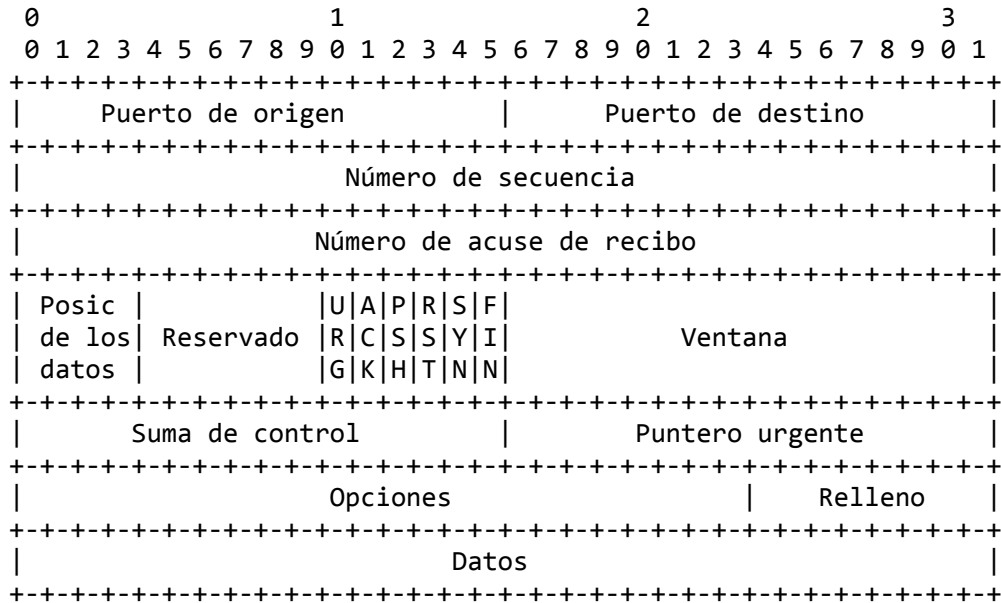 0                   1                   2                   3
0 1 2 3 4 5 6 7 8 9 0 1 2 3 4 5 6 7 8 9 0 1 2 3 4 5 6 7 8 9 0 1
+-+-+-+-+-+-+-+-+-+-+-+-+-+-+-+-+-+-+-+-+-+-+-+-+-+-+-+-+-+-+-+-+
|     Puerto de origen          |      Puerto de destino        |
+-+-+-+-+-+-+-+-+-+-+-+-+-+-+-+-+-+-+-+-+-+-+-+-+-+-+-+-+-+-+-+-+
|                     Número de secuencia                       |
+-+-+-+-+-+-+-+-+-+-+-+-+-+-+-+-+-+-+-+-+-+-+-+-+-+-+-+-+-+-+-+-+
|                   Número de acuse de recibo                   |
+-+-+-+-+-+-+-+-+-+-+-+-+-+-+-+-+-+-+-+-+-+-+-+-+-+-+-+-+-+-+-+-+
| Posic |           |U|A|P|R|S|F|                               |
| de los| Reservado |R|C|S|S|Y|I|           Ventana             |
| datos |           |G|K|H|T|N|N|                               |
+-+-+-+-+-+-+-+-+-+-+-+-+-+-+-+-+-+-+-+-+-+-+-+-+-+-+-+-+-+-+-+-+
|       Suma de control         |        Puntero urgente        |
+-+-+-+-+-+-+-+-+-+-+-+-+-+-+-+-+-+-+-+-+-+-+-+-+-+-+-+-+-+-+-+-+
|                    Opciones                   |    Relleno    |
+-+-+-+-+-+-+-+-+-+-+-+-+-+-+-+-+-+-+-+-+-+-+-+-+-+-+-+-+-+-+-+-+
|                            Datos                              |
+-+-+-+-+-+-+-+-+-+-+-+-+-+-+-+-+-+-+-+-+-+-+-+-+-+-+-+-+-+-+-+-+